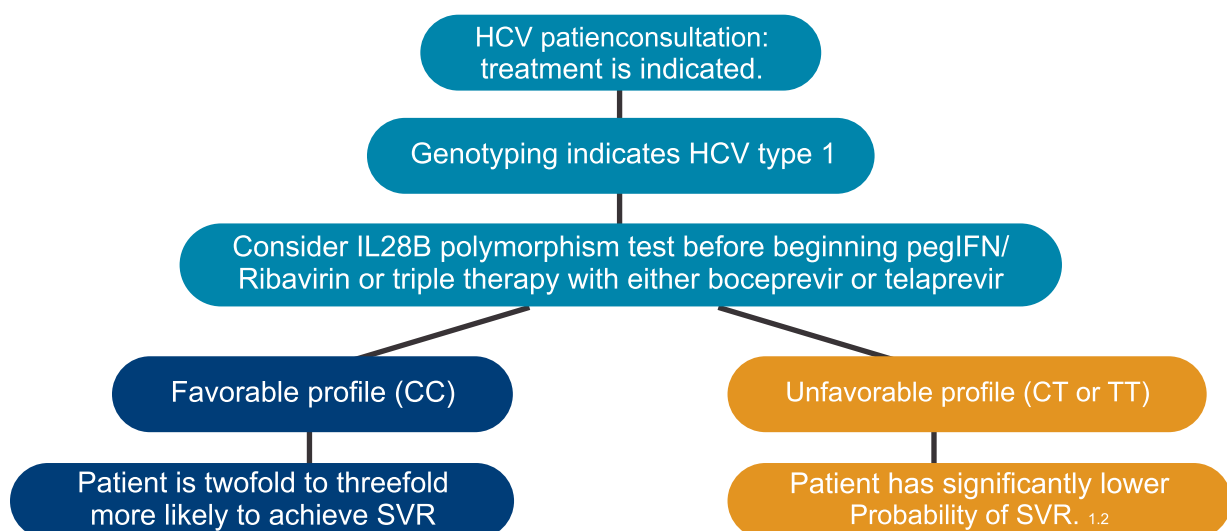 HCV patienconsultation:
treatment is indicated.
Genotyping indicates HCV type 1
Consider IL28B polymorphism test before beginning pegIFN/
Ribavirin or triple therapy with either boceprevir or telaprevir
Favorable profile (CC)
Unfavorable profile (CT or TT)
Patient is twofold to threefold
more likely to achieve SVR
Patient has significantly lower
Probability of SVR. 1.2